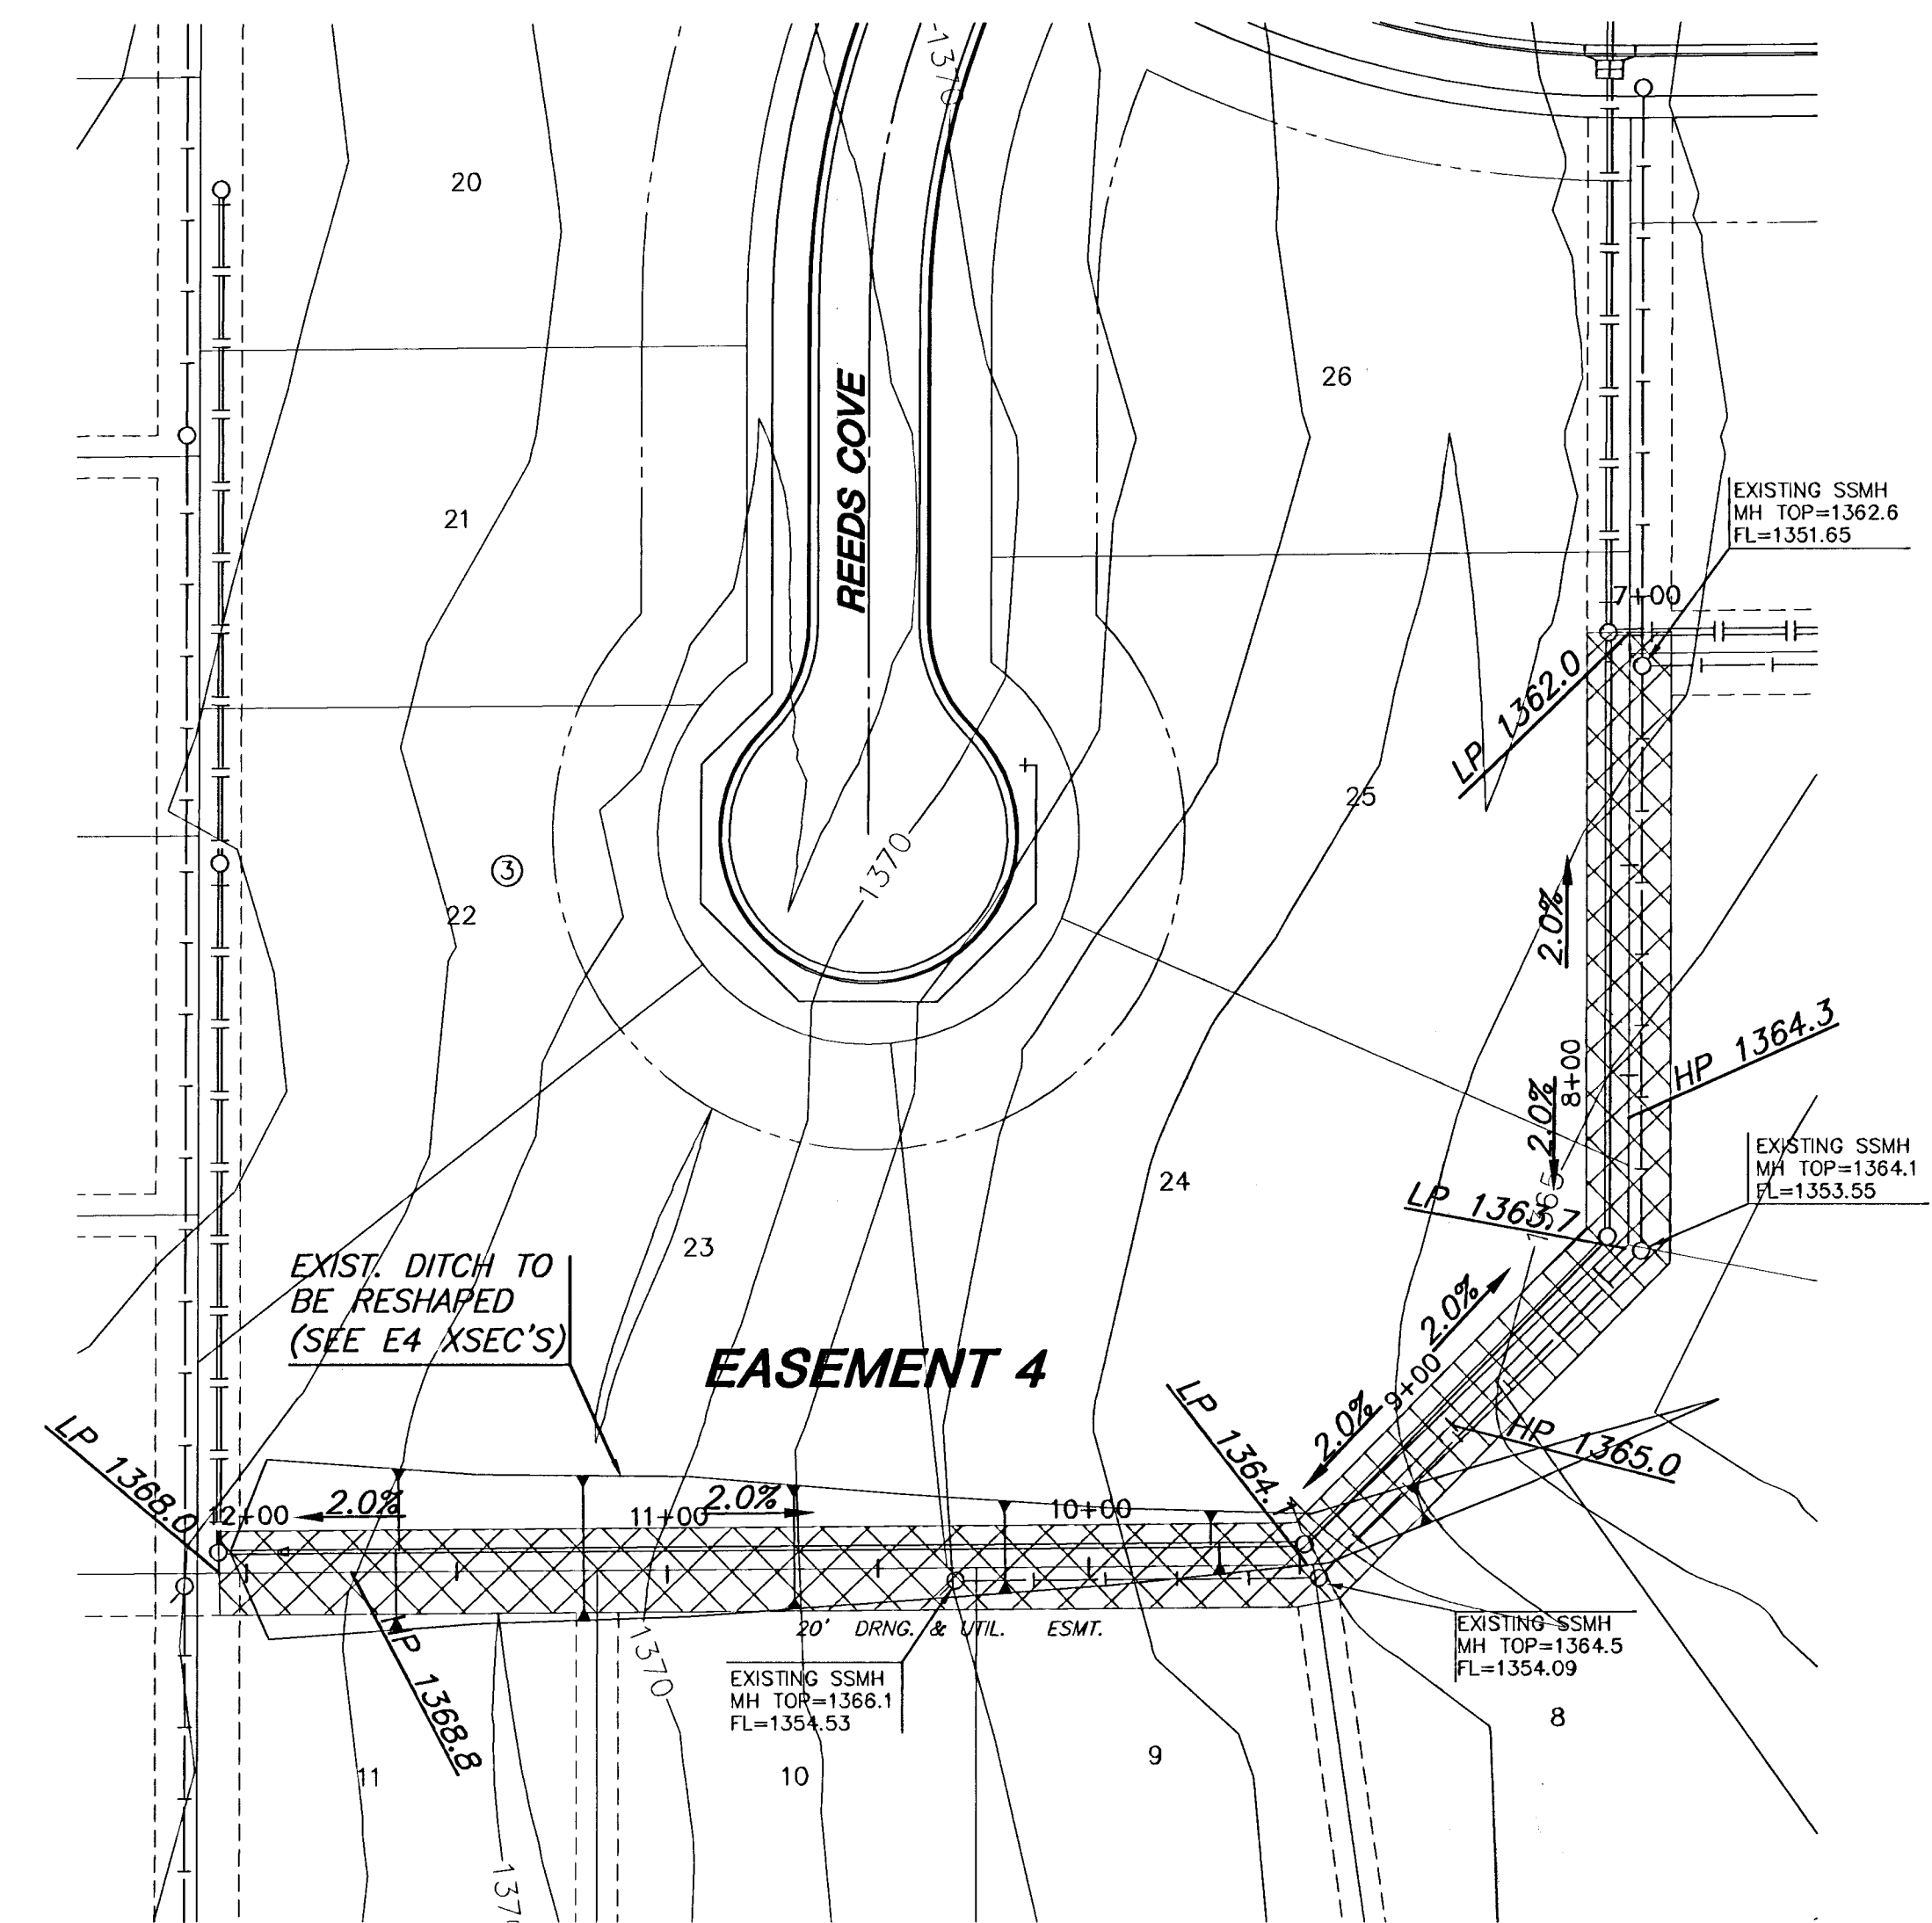 1370
20
26
REEDS COVE
21
EXISTING SSMH
MH TOP=1362.6
FL=1351.65
7+00
LP 1362.0
25
1370
3
22
2.0%
8+00
HP 1364.3
2.0%
EXISTING SSMH
MH TOP=1364.1
FL=1353.55
24
LP 1363.7
1365
23
EXIST. DITCH TO
BE RESHAPED
(SEE E4 XSEC'S)
2.0%
EASEMENT 4
9+00
2.0%
HP 1365.0
LP 1364.1
LP 1368.0
12+00
2.0%
11+00
2.0%
10+00
20' DRNG. & UTIL. ESMT.
HP 1368.8
1370
EXISTING SSMH
MH TOP=1366.1
FL=1354.53
EXISTING SSMH
MH TOP=1364.5
FL=1354.09
8
9
10
11
137